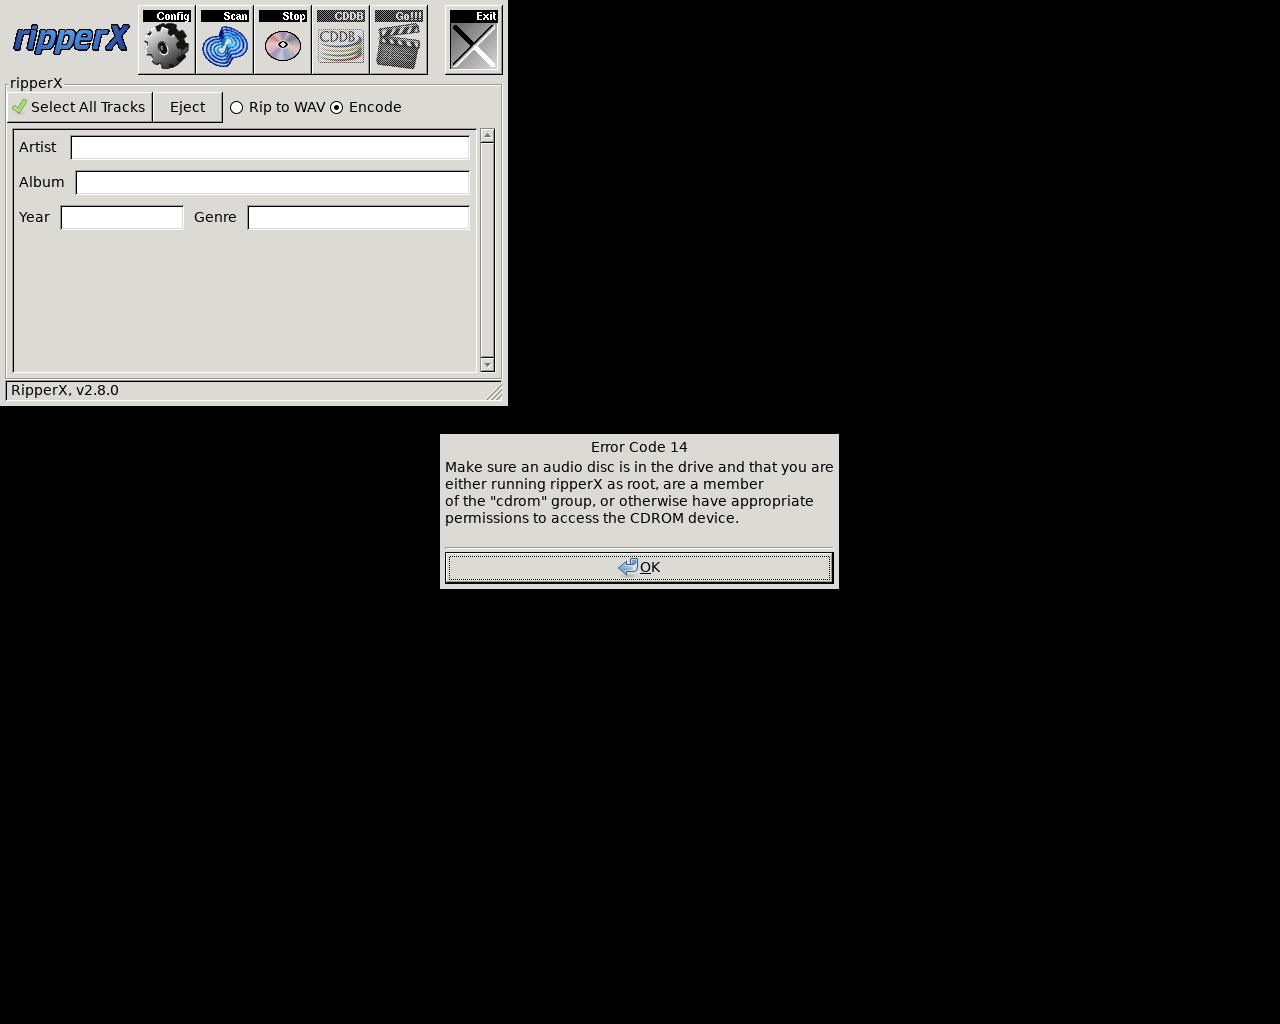 ripperX
Config
Scan
Stop
CDDB
Go!!!
Exit
CDDB
ripperX
Select All Tracks
Eject
Rip to WAV
Encode
Artist
Album
Year
Genre
RipperX, v2.8.0
Error Code 14
Make sure an audio disc is in the drive and that you are
either running ripperX as root, are a member
of the "cdrom" group, or otherwise have appropriate
permissions to access the CDROM device.
OK